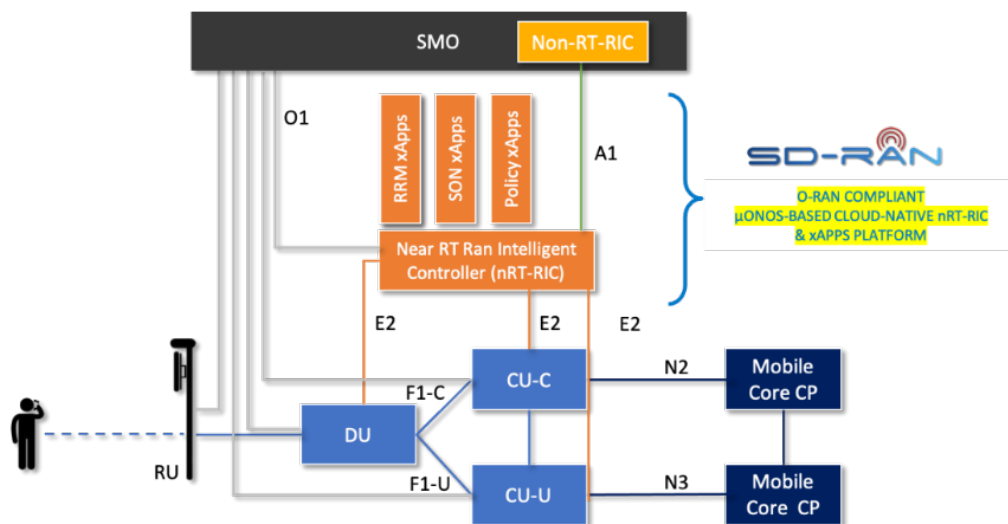 SMO
Non-RT-RIC
O1
RRM xApps
SON xApps
Policy xApps
A1
SD-RAN
O-RAN COMPLIANT
µONOS-BASED CLOUD-NATIVE nRT-RIC
& xAPPS PLATFORM
Near RT Ran Intelligent
Controller (nRT-RIC)
E2
E2
E2
CU-C
N2
Mobile
Core CP
F1-C
DU
RU
F1-U
CU-U
N3
Mobile
Core CP